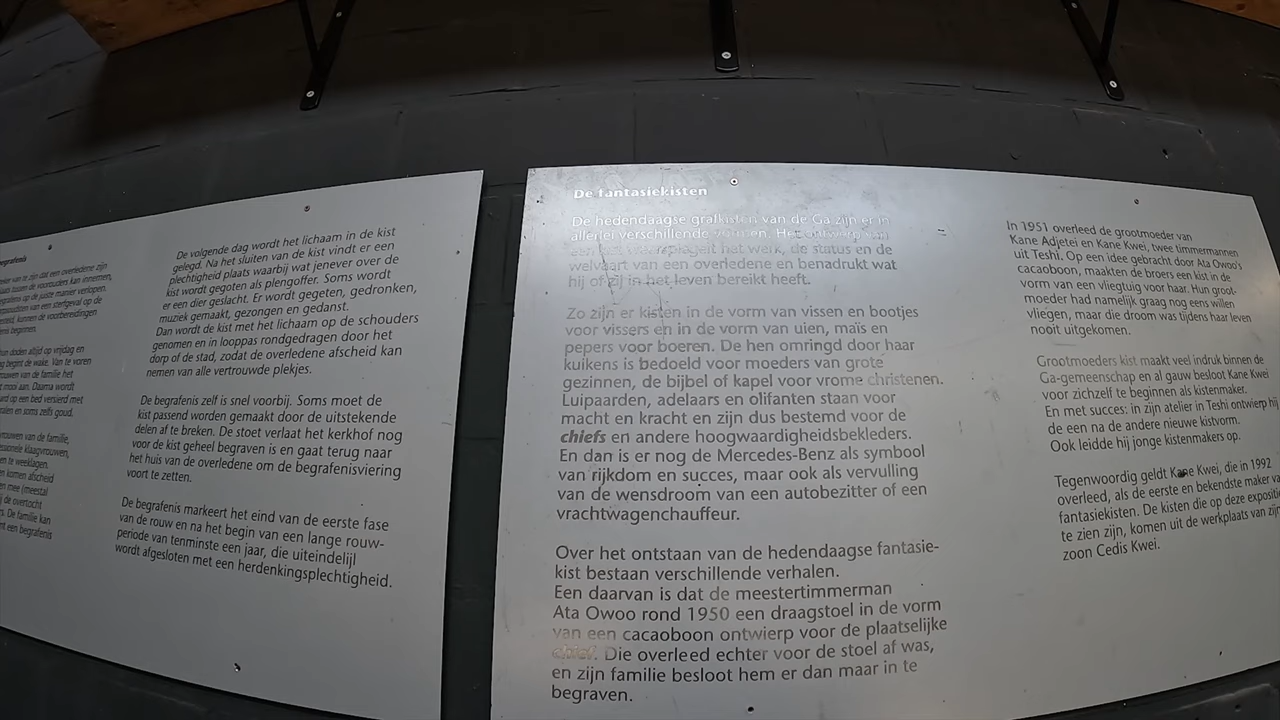 begrafenis
De volgende dag wordt het lichaam in de kist
gelegd. Na het sluiten van de kist vindt er een
plechtigheid plaats waarbij wat jenever over de
kist wordt gegoten als plengoffer. Soms wordt
er een dier geslacht. Er wordt gegeten, gedronken,
muziek gemaakt, gezongen en gedanst.
Dan wordt de kist met het lichaam op de schouders
genomen en in looppas rondgedragen door het
dorp of de stad, zodat de overledene afscheid kan
nemen van alle vertrouwde plekjes.
De begrafenis zelf is snel voorbij. Soms moet de
kist passend worden gemaakt door de uitstekende
delen af te breken. De stoet verlaat het kerkhof nog
voor de kist geheel begraven is en gaat terug naar
het huis van de overledene om de begrafenisviering
voort te zetten.
De begrafenis markeert het eind van de eerste fase
van de rouw en na het begin van een lange rouw-
periode van tenminste een jaar, die uiteindelijl
wordt afgesloten met een herdenkingsplechtigheid.
De fantasiekisten
De hedendaagse grafkisten van de Ga zijn er in
allerlei verschillende vormen. Het ontwerp van
een kist weerspiegelt het werk, de status en de
welvaart van een overledene en benadrukt wat
hij of zij in het leven bereikt heeft.
Zo zijn er kisten in de vorm van vissen en bootjes
voor vissers en in de vorm van uien, maïs en
pepers voor boeren. De hen omringd door haar
kuikens is bedoeld voor moeders van grote
gezinnen, de bijbel of kapel voor vrome christenen.
Luipaarden, adelaars en olifanten staan voor
macht en kracht en zijn dus bestemd voor de
chiefs en andere hoogwaardigheidsbekleders.
En dan is er nog de Mercedes-Benz als symbool
van rijkdom en succes, maar ook als vervulling
van de wensdroom van een autobezitter of een
vrachtwagenchauffeur.
Over het ontstaan van de hedendaagse fantasie-
kist bestaan verschillende verhalen.
Een daarvan is dat de meestertimmerman
Ata Owoo rond 1950 een draagstoel in de vorm
van een cacaoboon ontwierp voor de plaatselijke
chief. Die overleed echter voor de stoel af was,
en zijn familie besloot hem er dan maar in te
begraven.
In 1951 overleed de grootmoeder van
Kane Adjetei en Kane Kwei, twee timmermannen
uit Teshi. Op een idee gebracht door Ata Owoo's
cacaoboon, maakten de broers een kist in de
vorm van een vliegtuig voor haar. Hun groot-
moeder had namelijk graag nog eens willen
vliegen, maar die droom was tijdens haar leven
nooit uitgekomen.
Grootmoeders kist maakt veel indruk binnen de
Ga-gemeenschap en al gauw besloot Kane Kwei
voor zichzelf te beginnen als kistenmaker.
En met succes: in zijn atelier in Teshi ontwierp hij
de een na de andere nieuwe kistvorm.
Ook leidde hij jonge kistenmakers op.
Tegenwoordig geldt Kane Kwei, die in 1992
overleed, als de eerste en bekendste maker va
fantasiekisten. De kisten die op deze expositie
te zien zijn, komen uit de werkplaats van zijn
zoon Cedis Kwei.